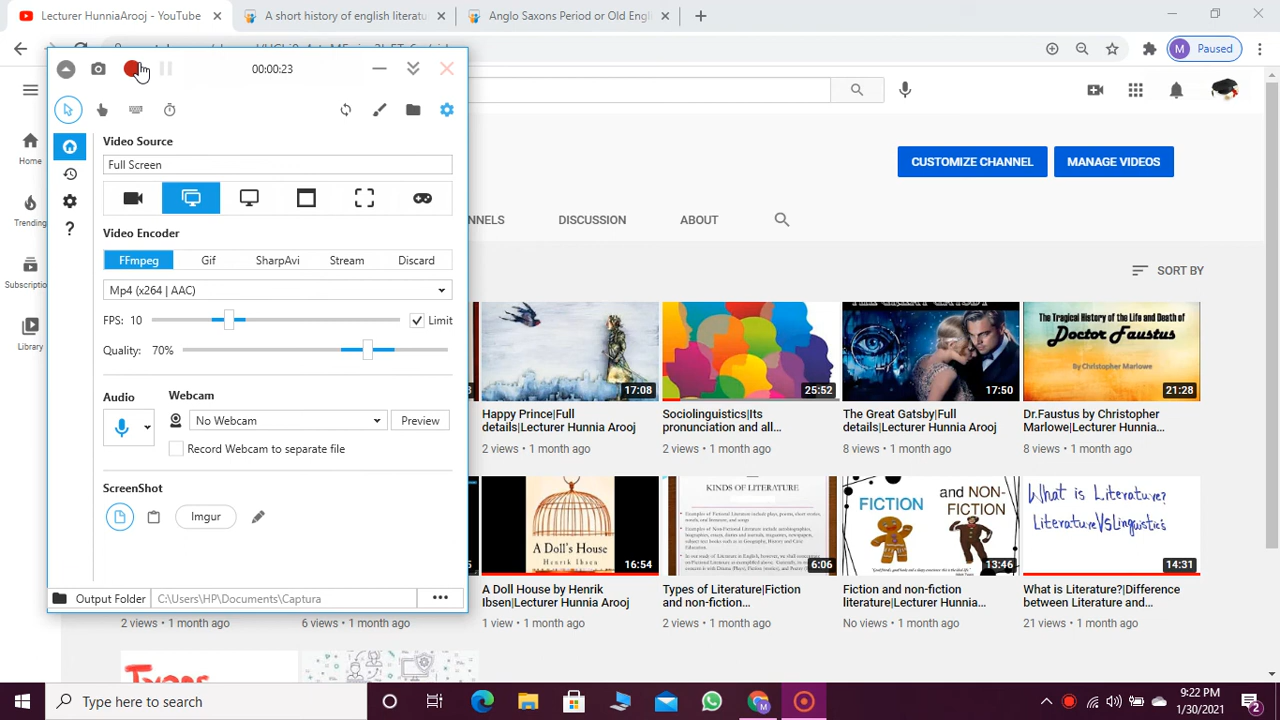 Lecturer HunniaArooj - YouTube
A short history of english literatu
Anglo Saxons Period or Old Engl
M
Paused
00:00:23
Video Source
Full Screen
Video Encoder
FFmpeg
Gif
SharpAvi
Stream
Discard
Mp4 (x264 | AAC)
FPS: 10
Limit
Quality: 70%
Audio
Webcam
No Webcam
Preview
Record Webcam to separate file
ScreenShot
Imgur
Output Folder
C:\Users\HP\Documents\Captura
Home
Trending
Subscriptio
Library
CUSTOMIZE CHANNEL
MANAGE VIDEOS
NNELS
DISCUSSION
ABOUT
SORT BY
17:08
Happy Prince|Full
details|Lecturer Hunnia Arooj
2 views • 1 month ago
25:52
Sociolinguistics|Its
pronunciation and all...
2 views • 1 month ago
17:50
The Great Gatsby|Full
details|Lecturer Hunnia Arooj
8 views • 1 month ago
The Tragical History of the Life and Death of
Doctor Faustus
by Christopher Marlowe
21:28
Dr.Faustus by Christopher
Marlowe|Lecturer Hunnia...
8 views • 1 month ago
A DOLL'S HOUSE
HENRIK IBSEN
16:54
A Doll House by Henrik
Ibsen|Lecturer Hunnia Arooj
1 view • 1 month ago
KINDS OF LITERATURE
6:06
Types of Literature|Fiction
and non-fiction...
2 views • 1 month ago
FICTION
and NON-
FICTION
13:46
Fiction and non-fiction
literature|Lecturer Hunnia...
No views • 1 month ago
What is Literature?
Literature Vs Linguistics
14:31
What is Literature?|Difference
between Literature and...
21 views • 1 month ago
2 views • 1 month ago
6 views • 1 month ago
Types
Type here to search
9:22 PM
1/30/2021
2